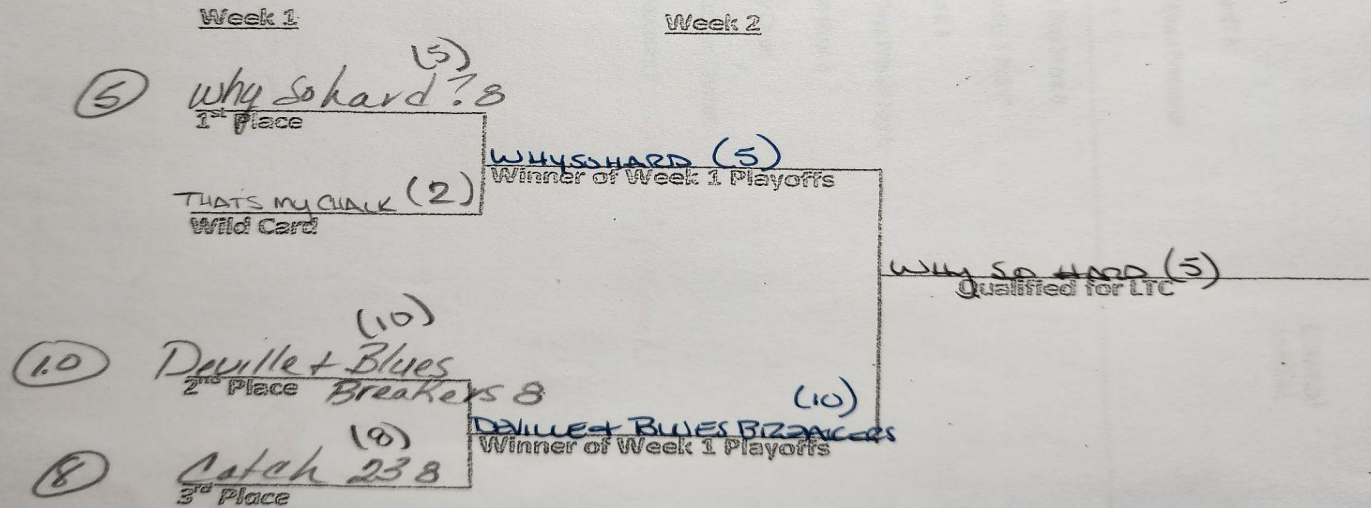 Week 1
Week 2
(5)
5 Why So hard? 8
1st Place
WHY SO HARD (5)
Winner of Week 1 Playoffs
THATS MY CHALK (2)
Wild Card
WHY SO HARD (5)
Qualified for LTC
(10)
10 Deville + Blues
2nd Place Breakers 8
(10)
DEVILLE + BLUES BREAKERS
Winner of Week 1 Playoffs
(8)
8 Catch 23 8
3rd Place